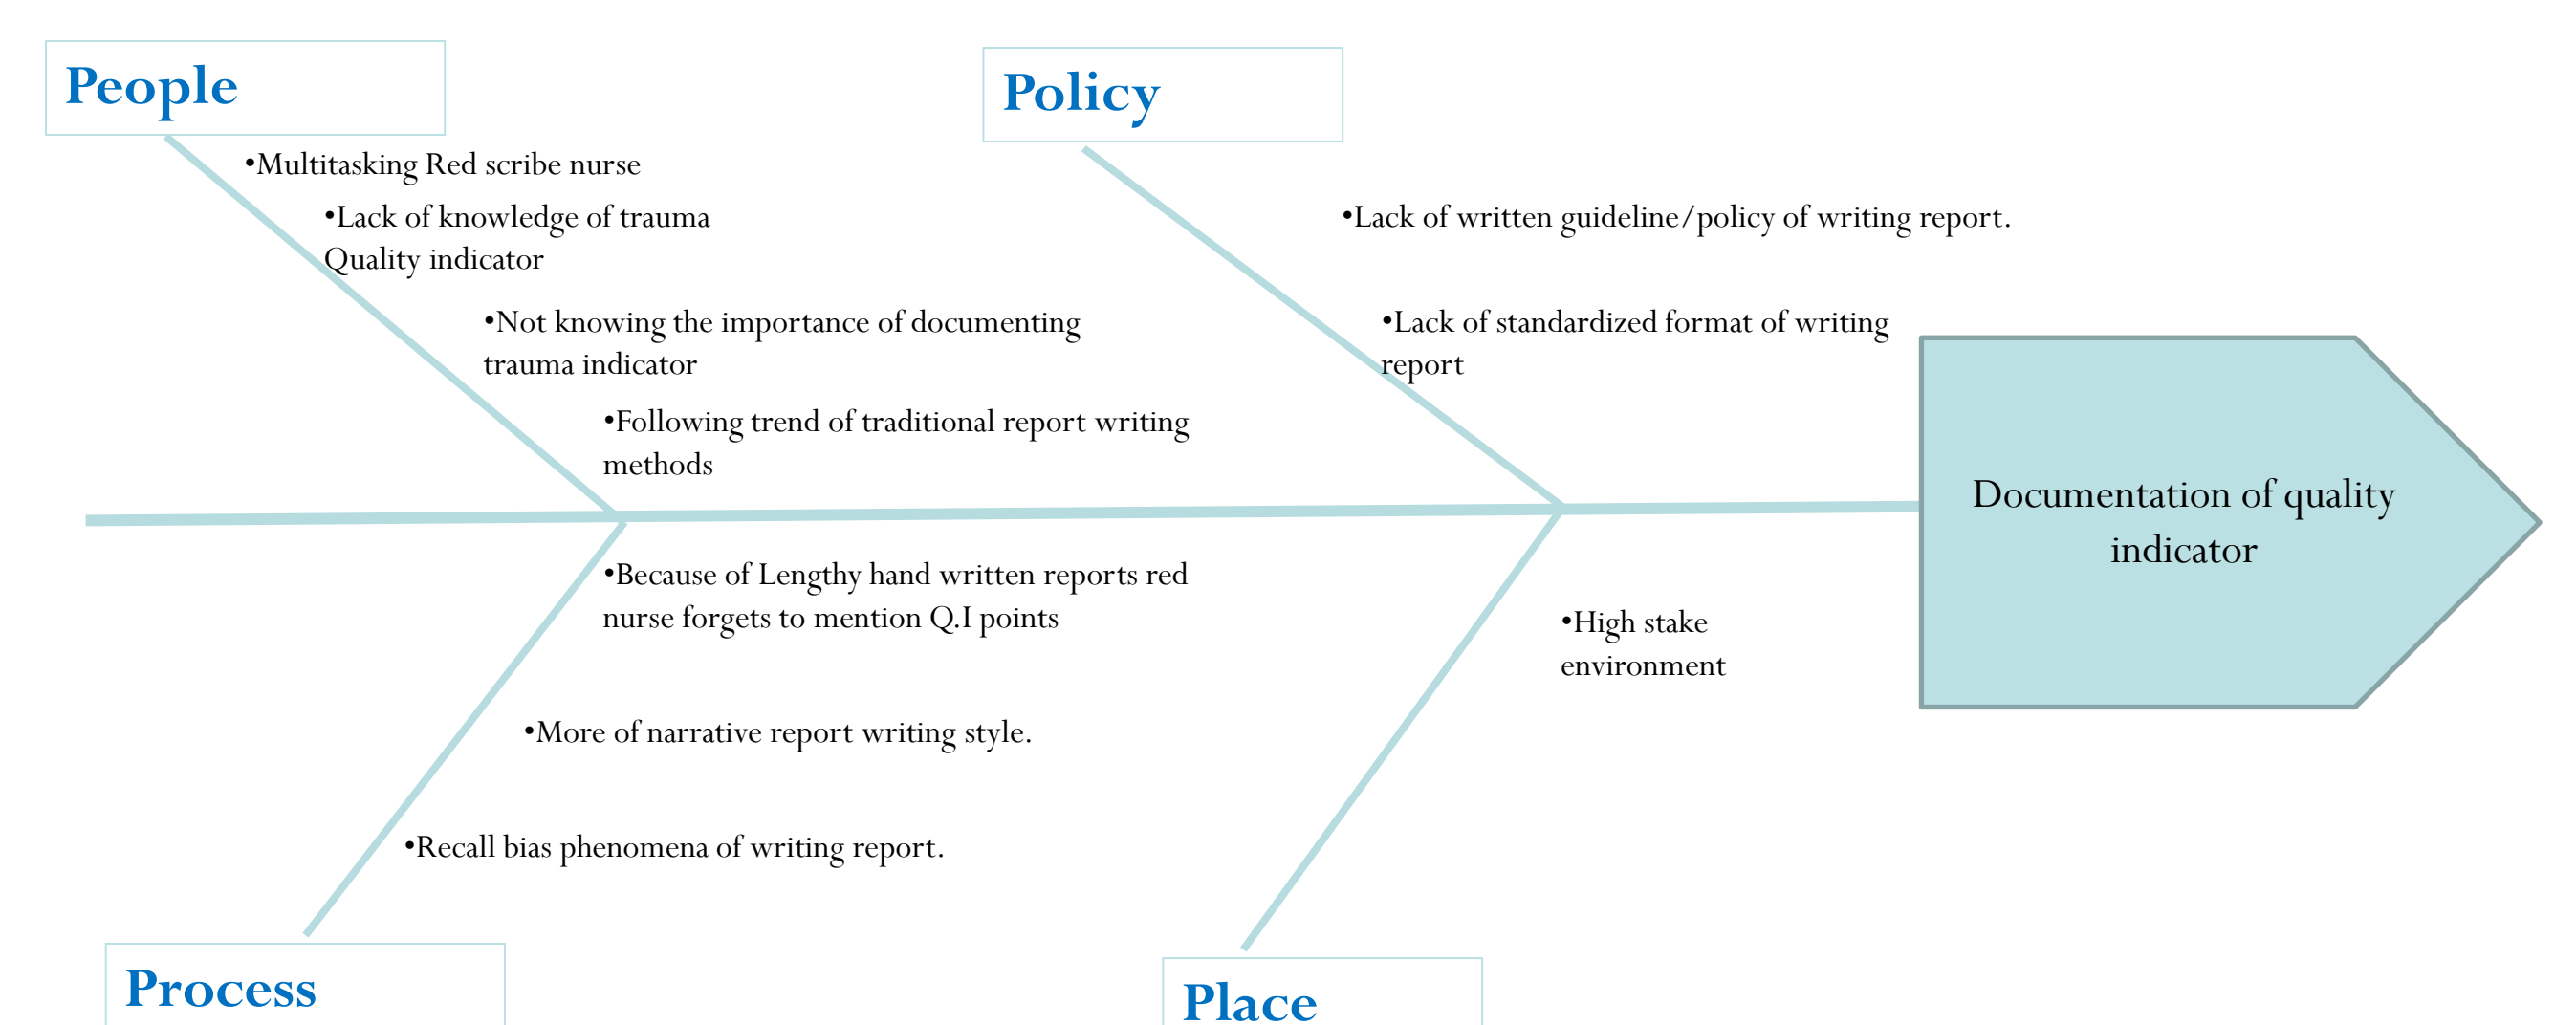 People
•Multitasking Red scribe nurse
•Lack of knowledge of trauma
Quality indicator
•Not knowing the importance of documenting
trauma indicator
•Following trend of traditional report writing
methods
Policy
•Lack of written guideline/policy of writing report.
•Lack of standardized format of writing
report
Documentation of quality
indicator
•Because of Lengthy hand written reports red
nurse forgets to mention Q.I points
•More of narrative report writing style.
•Recall bias phenomena of writing report.
Process
•High stake
environment
Place